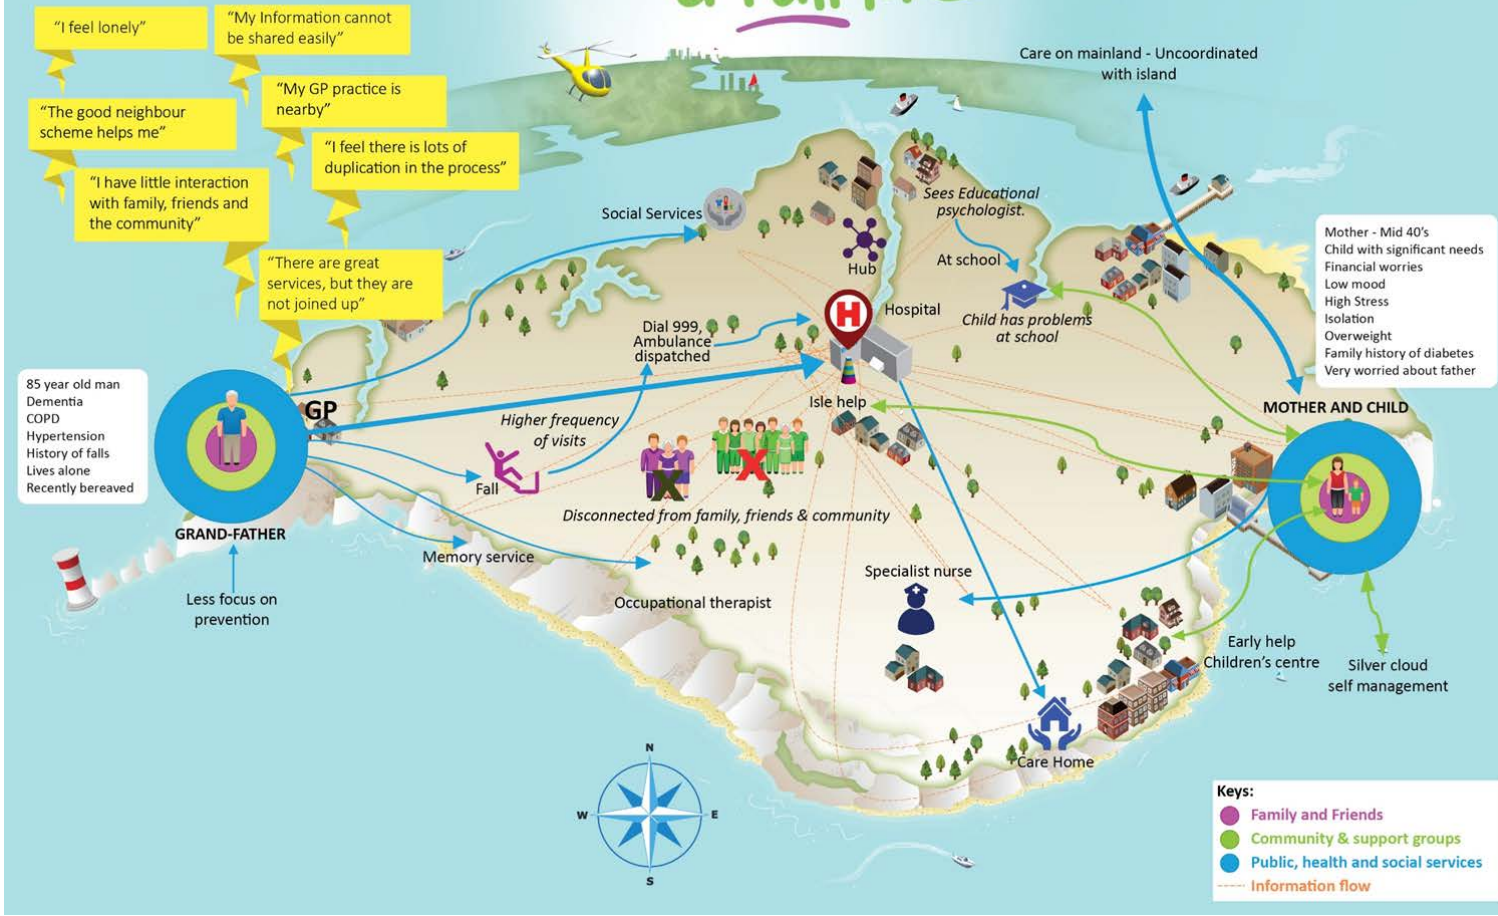 “I feel lonely”
“My Information cannot
be shared easily”
“My GP practice is
nearby”
“The good neighbour
scheme helps me”
“I feel there is lots of
duplication in the process”
“I have little interaction
with family, friends and
the community”
“There are great
services, but they are
not joined up”
Care on mainland - Uncoordinated
with island
Social Services
Sees Educational
psychologist.
At school
Hub
Hospital
H
Child has problems
at school
Dial 999,
Ambulance
dispatched
Mother - Mid 40's
Child with significant needs
Financial worries
Low mood
High Stress
Isolation
Overweight
Family history of diabetes
Very worried about father
85 year old man
Dementia
COPD
Hypertension
History of falls
Lives alone
Recently bereaved
GP
Isle help
MOTHER AND CHILD
Higher frequency
of visits
Fall
X
X
Disconnected from family, friends & community
GRAND-FATHER
Memory service
Less focus on
prevention
Specialist nurse
Occupational therapist
Early help
Children's centre
Silver cloud
self management
Care Home
N
W
E
S
Keys:
Family and Friends
Community & support groups
Public, health and social services
Information flow